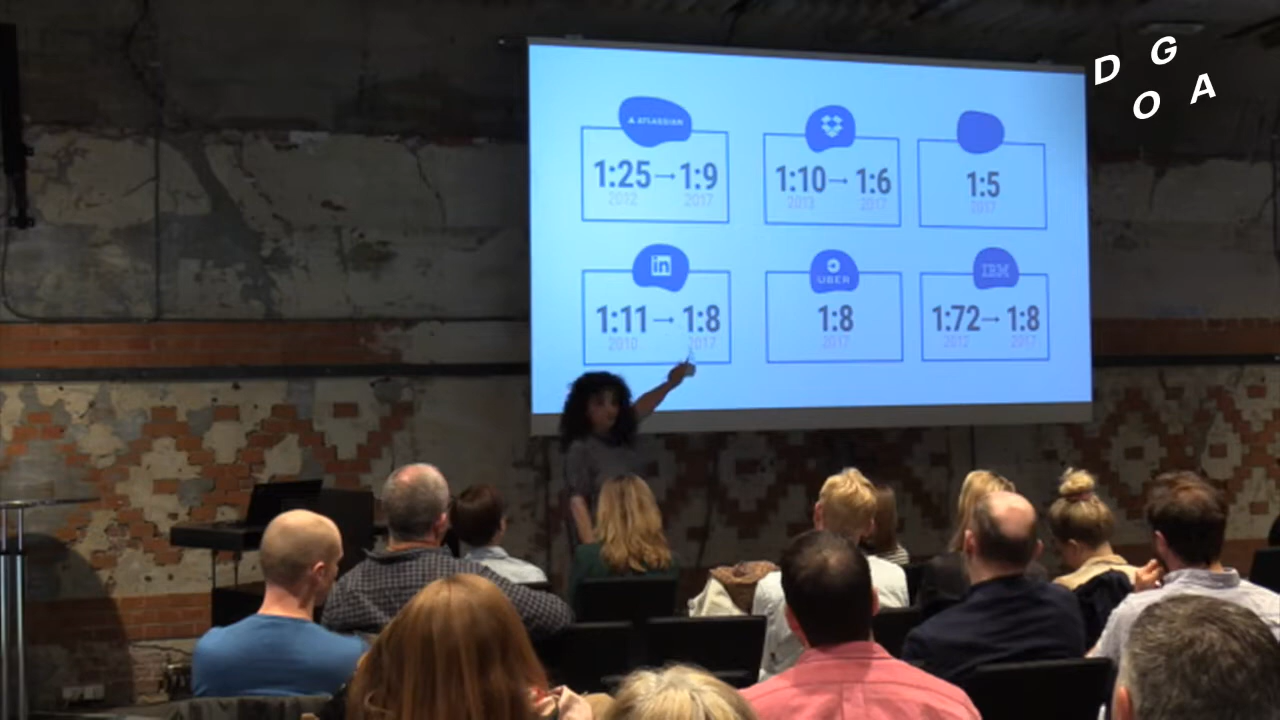 D G
O A
ATLASSIAN
1:25→1:9
2012 2017
1:10→1:6
2013 2017
1:5
2017
in
1:11→1:8
2010 2017
UBER
1:8
2017
IBM
1:72→1:8
2012 2017